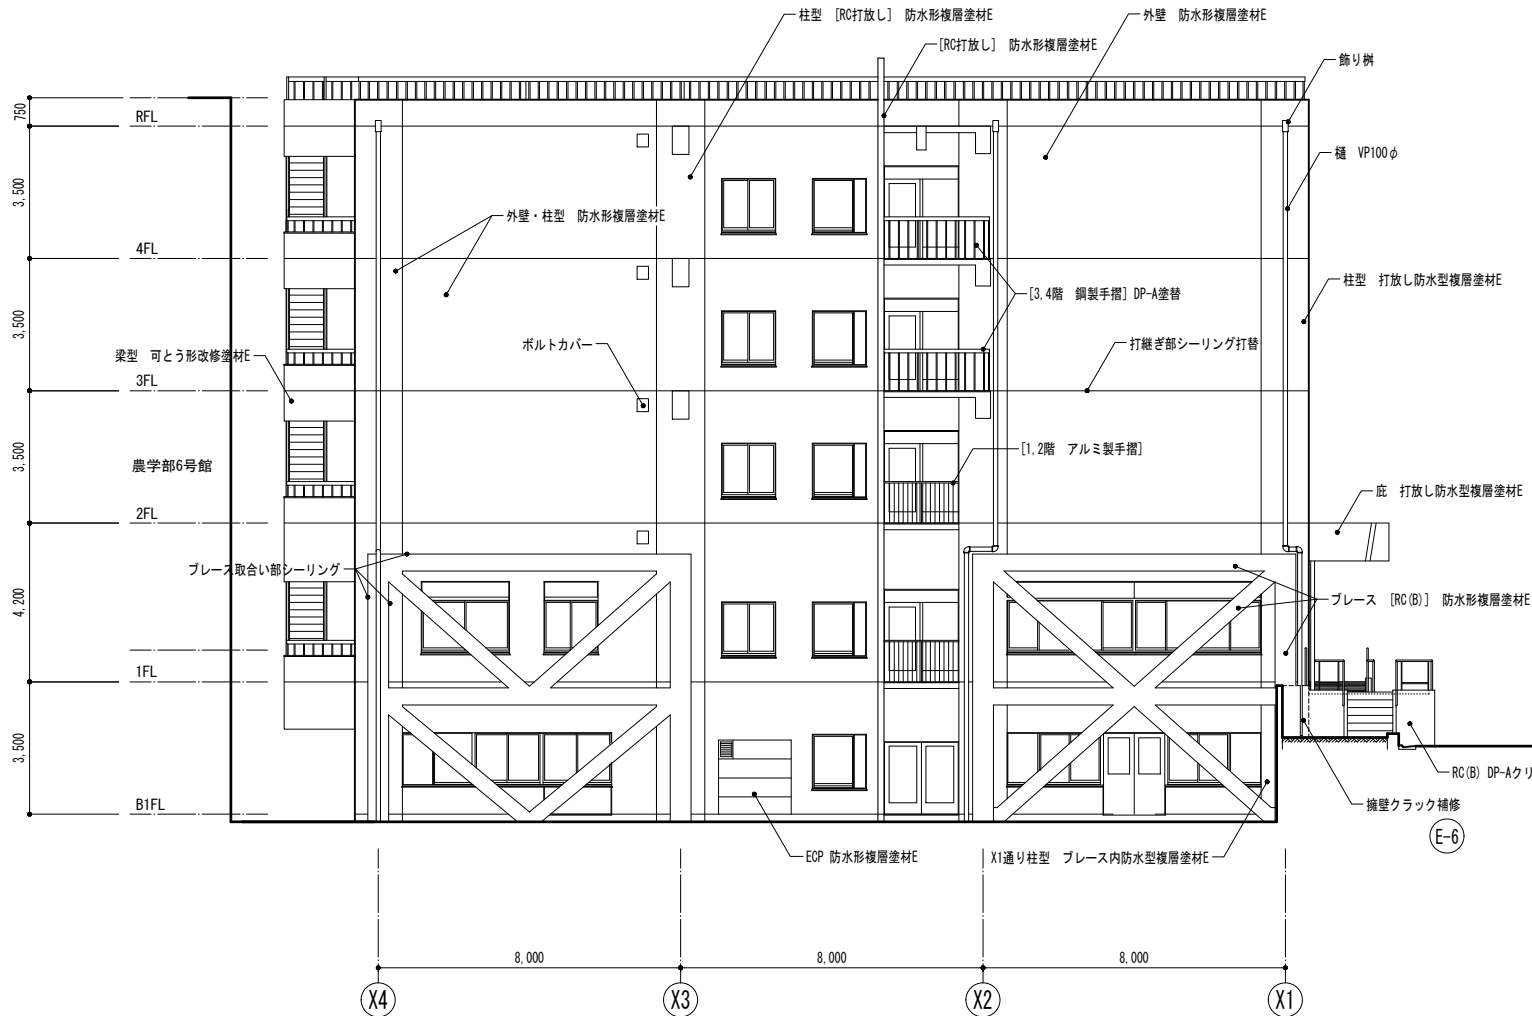 柱型 [RC打放し] 防水形複層塗材E
外壁 防水形複層塗材E
[RC打放し] 防水形複層塗材E
飾り桝
750
RFL
樋 VP100φ
3,500
外壁・柱型 防水形複層塗材E
4FL
柱型 打放し防水型複層塗材E
[3,4階 鋼製手摺] DP-A塗替
3,500
ボルトカバー
打継ぎ部シーリング打替
梁型 可とう形改修塗材E
3FL
[1,2階 アルミ製手摺]
3,500
農学部6号館
庇 打放し防水型複層塗材E
2FL
ブレース取合い部シーリング
4,200
ブレース [RC(B)] 防水形複層塗材E
1FL
3,500
RC(B) DP-Aクリ
B1FL
擁壁クラック補修
E-6
ECP 防水形複層塗材E
X1通り柱型 ブレース内防水型複層塗材E
8,000
8,000
8,000
X4
X3
X2
X1